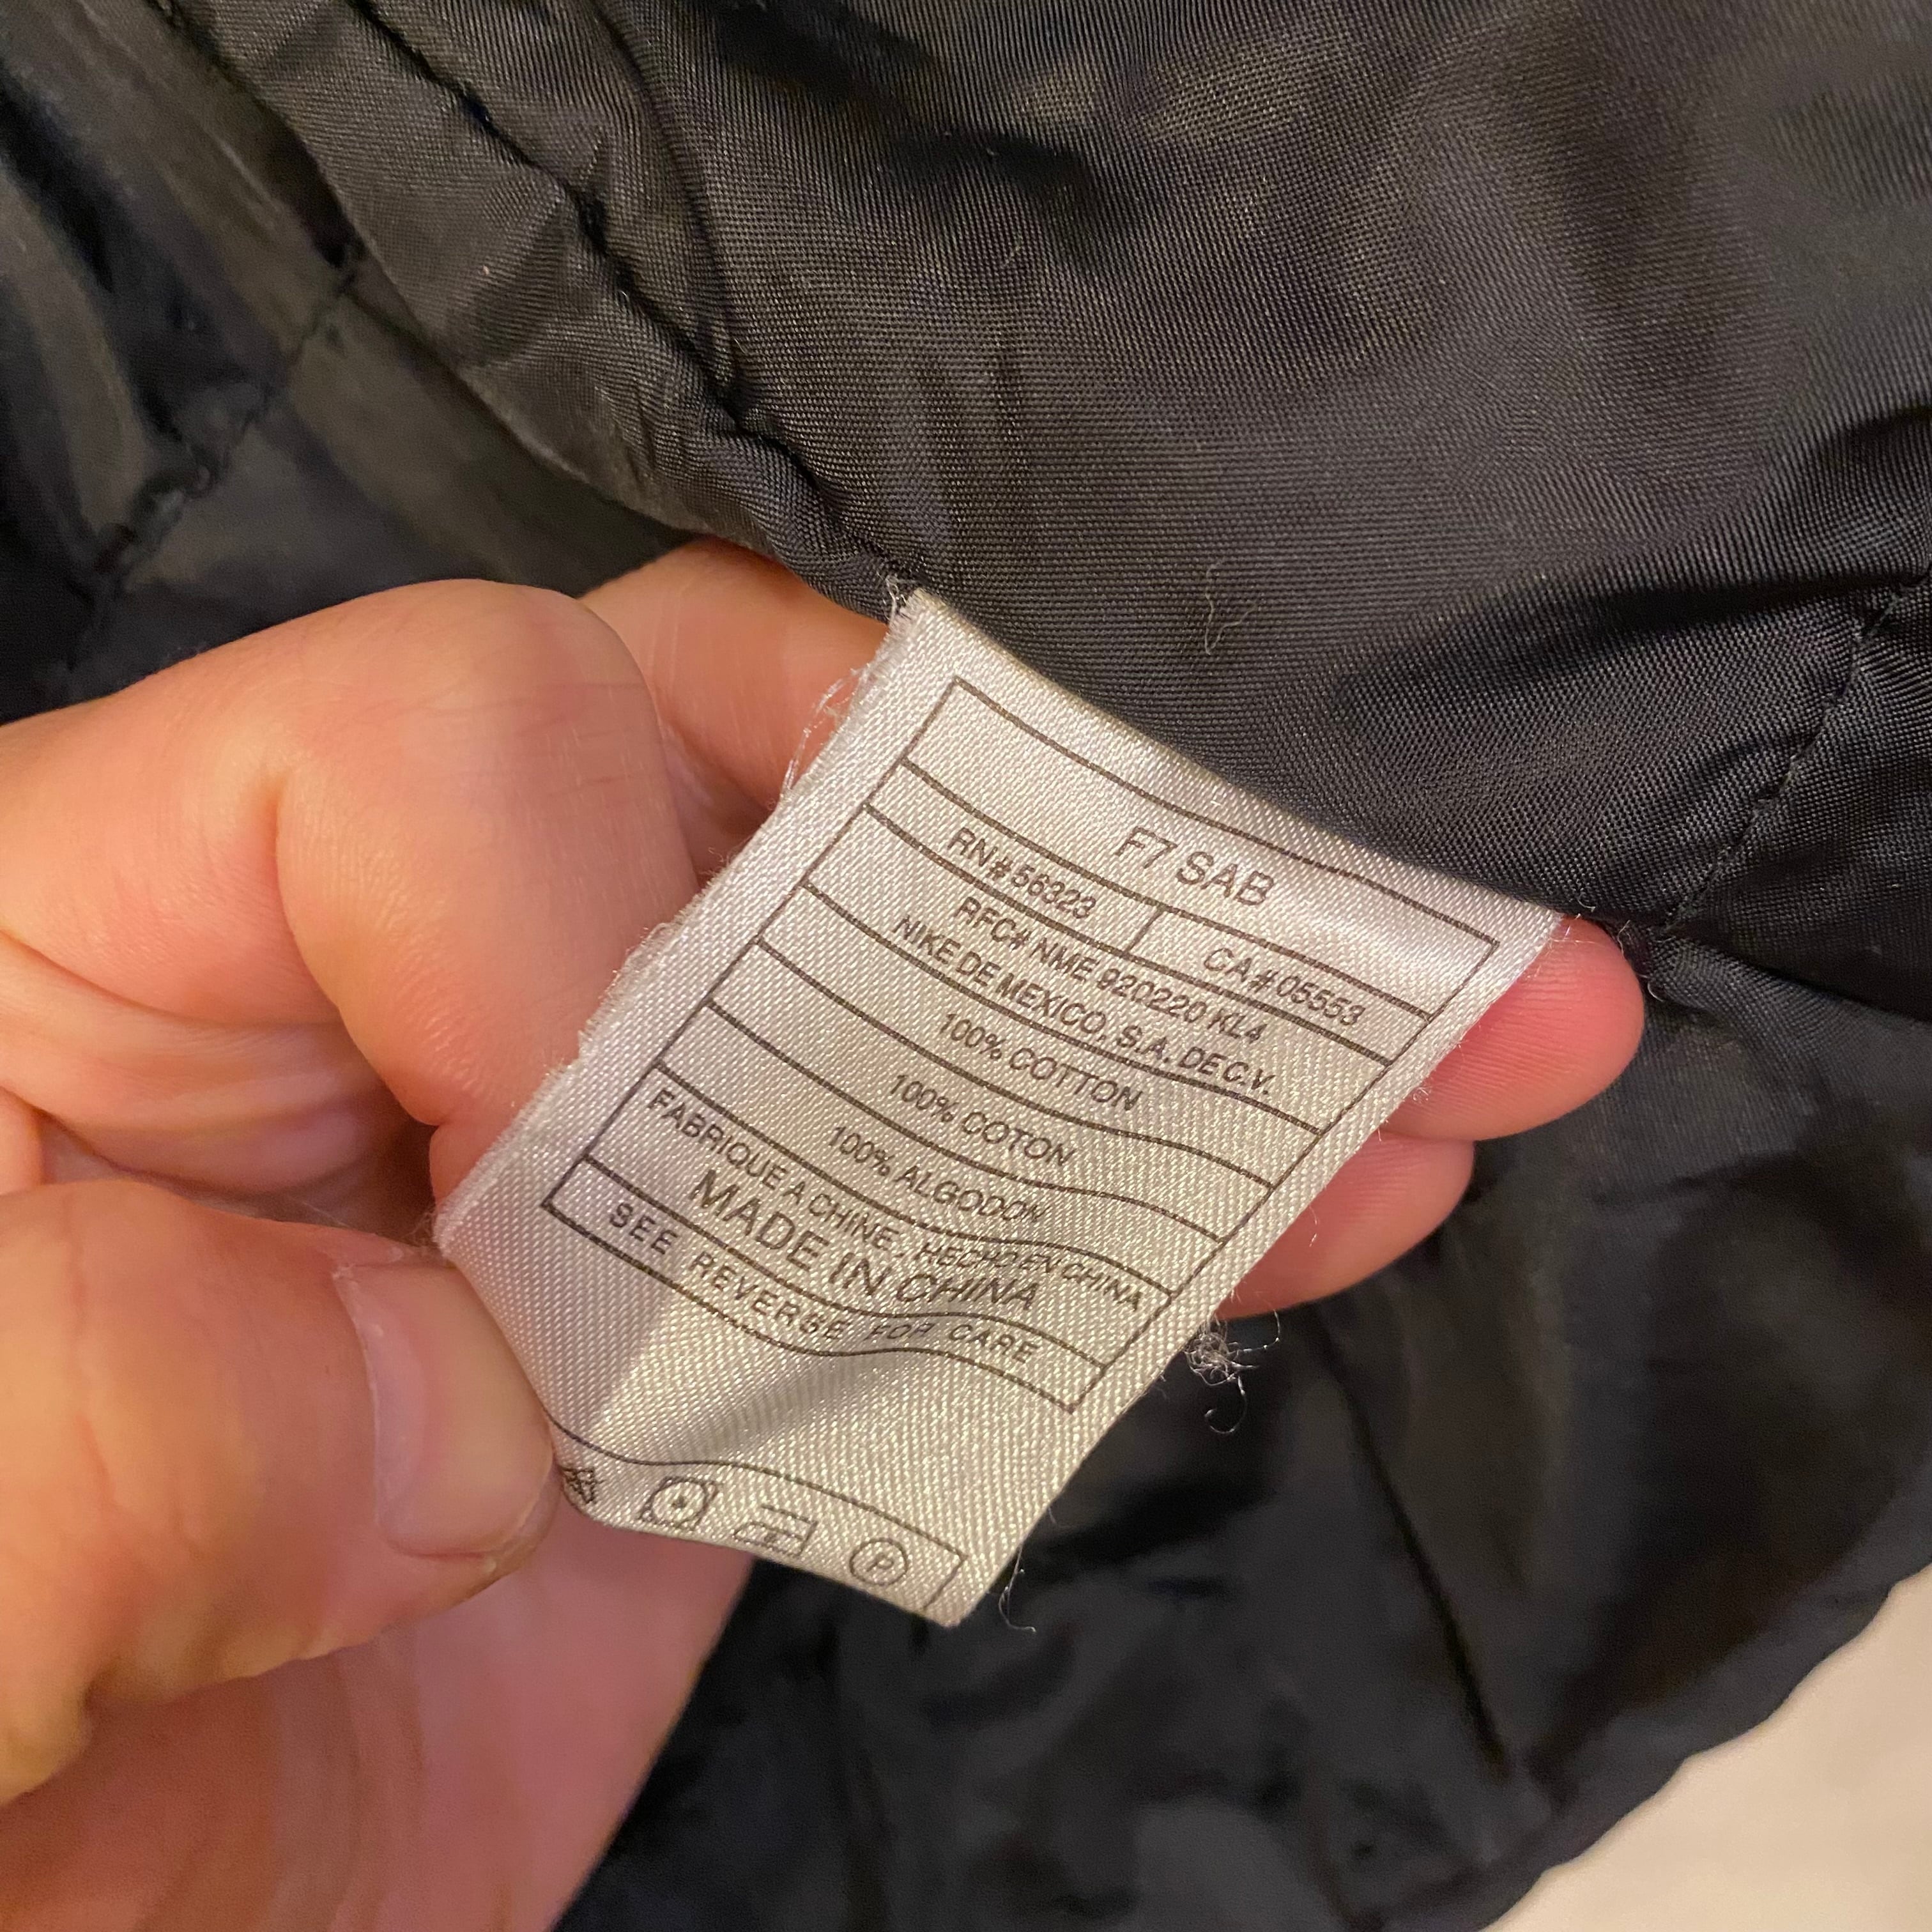 F7 SAB
RN# 56323 CA# 05553
RFC# NME 920220 KL4
NIKE DE MEXICO, S.A. DE C.V.
100% COTTON
100% COTON
100% ALGODON
FABRIQUE A CHINE, HECHO EN CHINA
MADE IN CHINA
SEE REVERSE FOR CARE
P